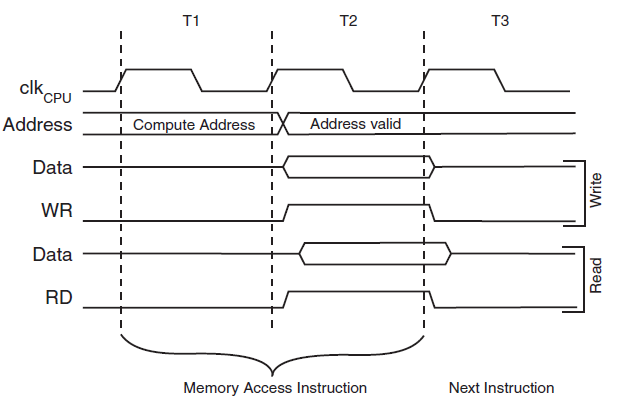 T1 T2 T3
clkCPU
Address Compute Address Address valid
Data
WR
Write
Data
RD
Read
Memory Access Instruction Next Instruction